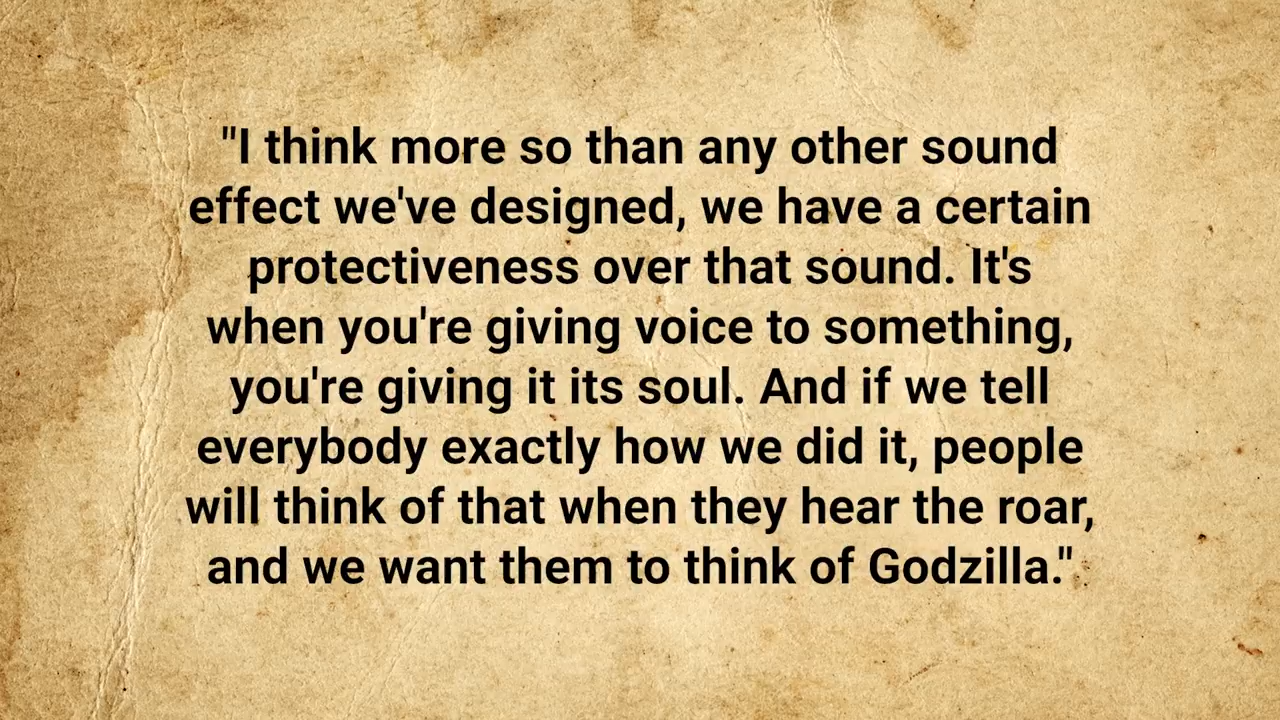 "I think more so than any other sound
effect we've designed, we have a certain
protectiveness over that sound. It's
when you're giving voice to something,
you're giving it its soul. And if we tell
everybody exactly how we did it, people
will think of that when they hear the roar,
and we want them to think of Godzilla."